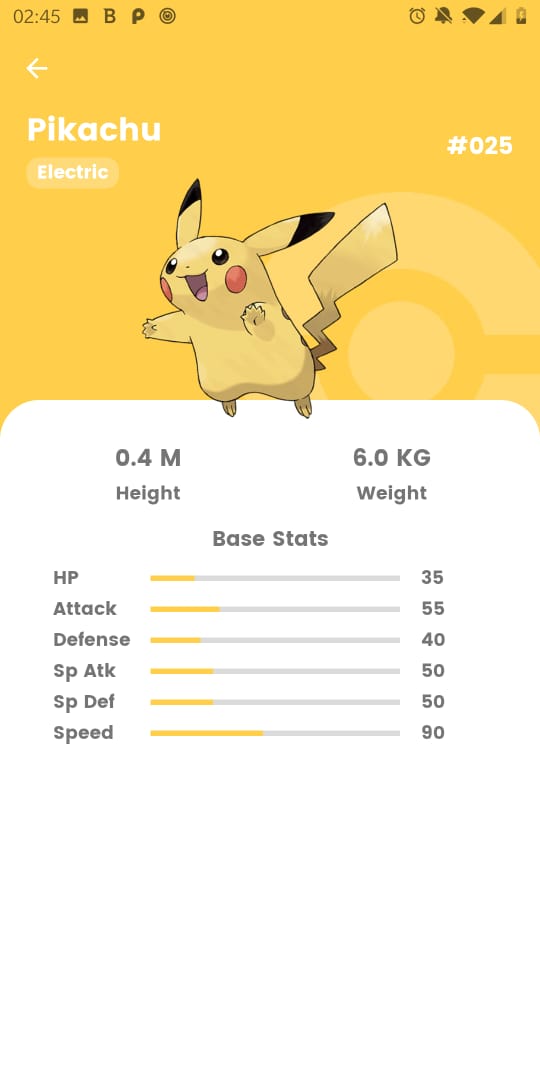 02:45
Pikachu
#025
Electric
0.4 M 6.0 KG
Height Weight
Base Stats
HP 35
Attack 55
Defense 40
Sp Atk 50
Sp Def 50
Speed 90